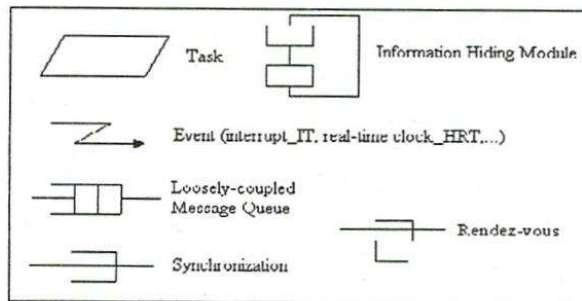 Task
Information Hiding Module
Event (interrupt_IT, real-time clock_HRT,...)
Loosely-coupled
Message Queue
Rendez-vous
Synchronization